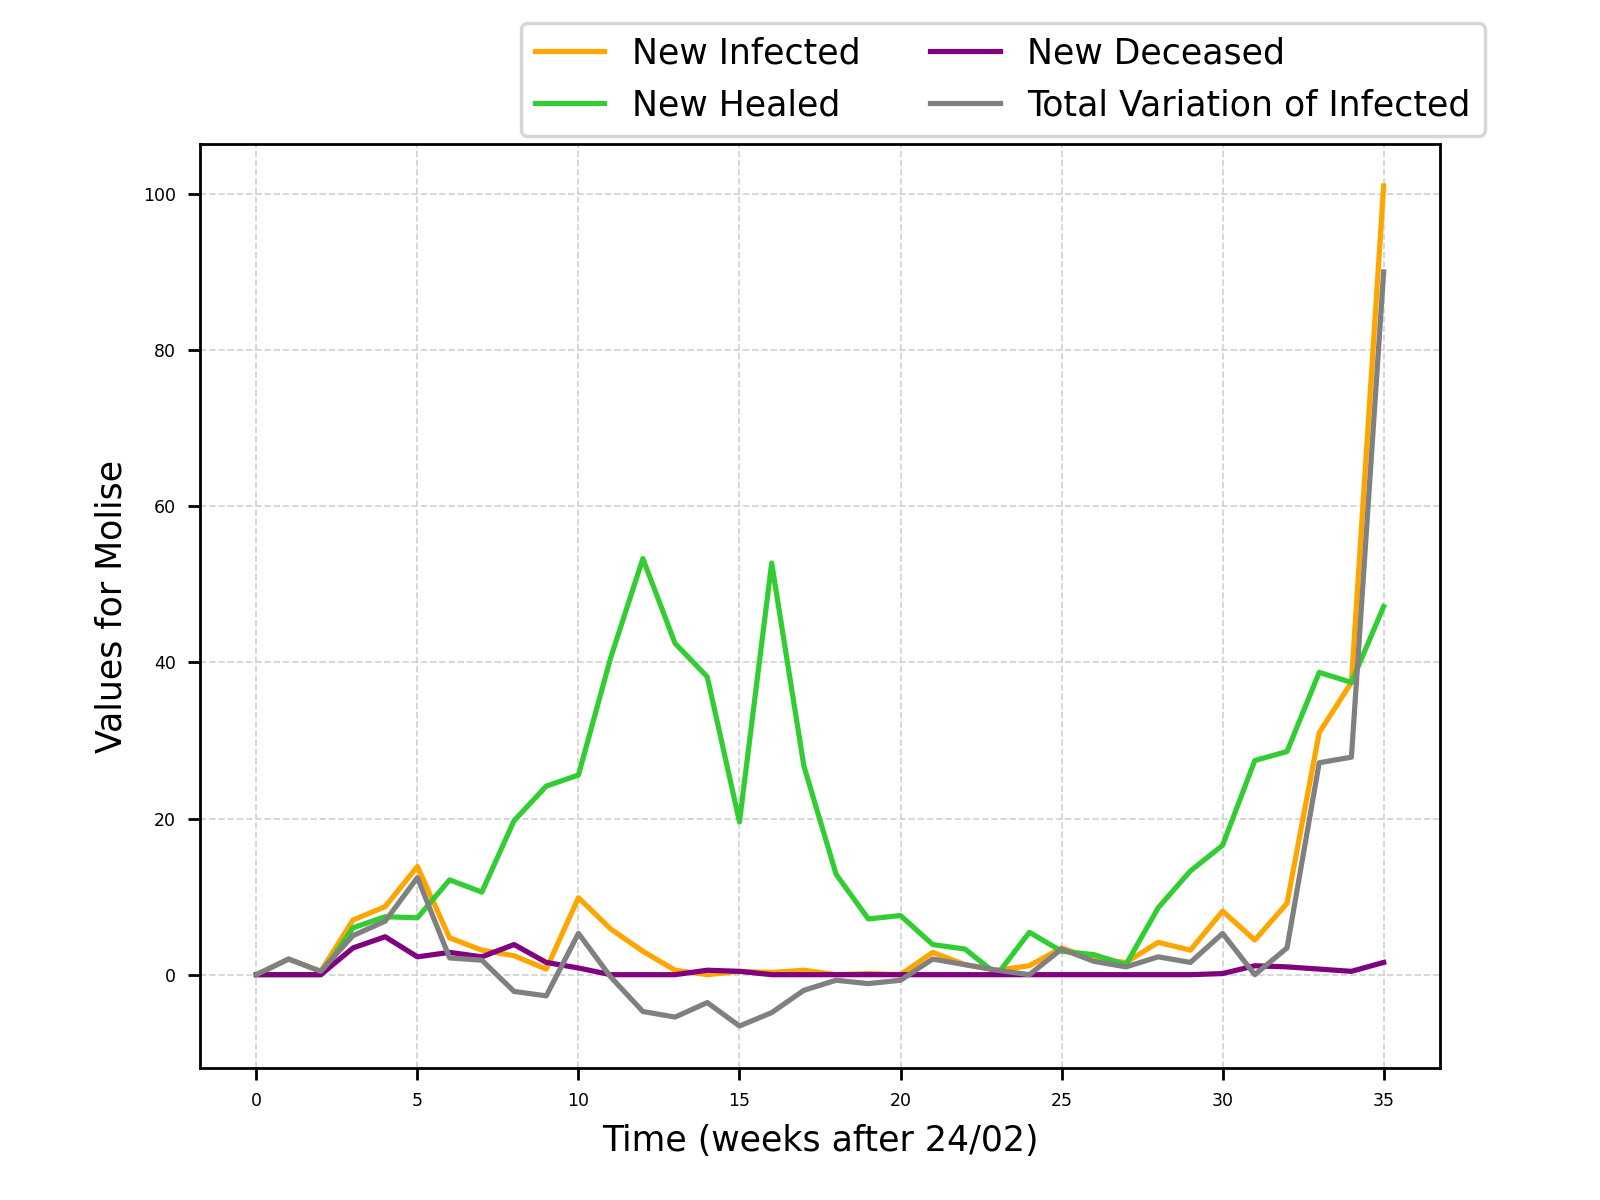 New Infected
New Healed
New Deceased
Total Variation of Infected
Values for Molise
100
80
60
40
20
0
0 5 10 15 20 25 30 35
Time (weeks after 24/02)